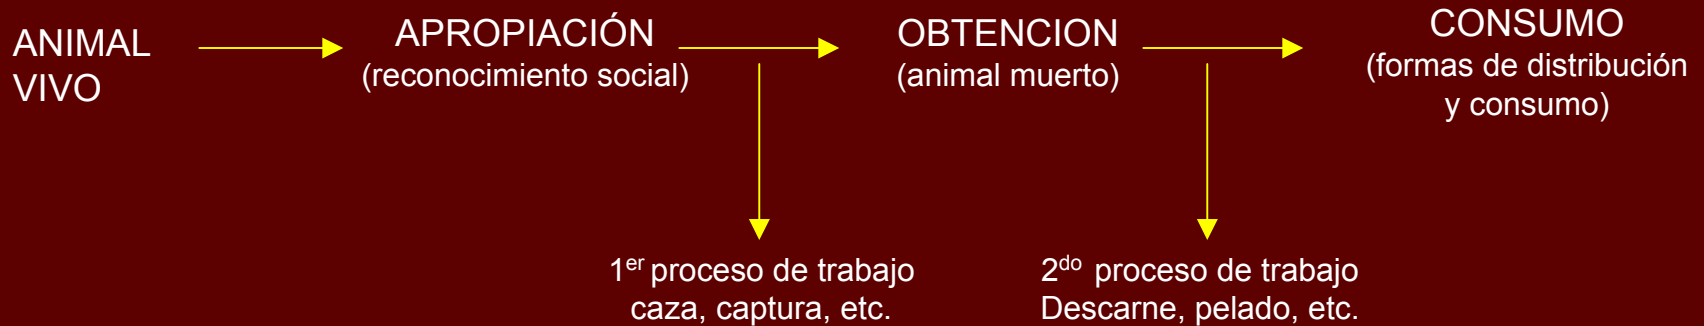 ANIMAL
VIVO
APROPIACIÓN
(reconocimiento social)
OBTENCION
(animal muerto)
CONSUMO
(formas de distribución
y consumo)
1er proceso de trabajo
caza, captura, etc.
2do proceso de trabajo
Descarne, pelado, etc.